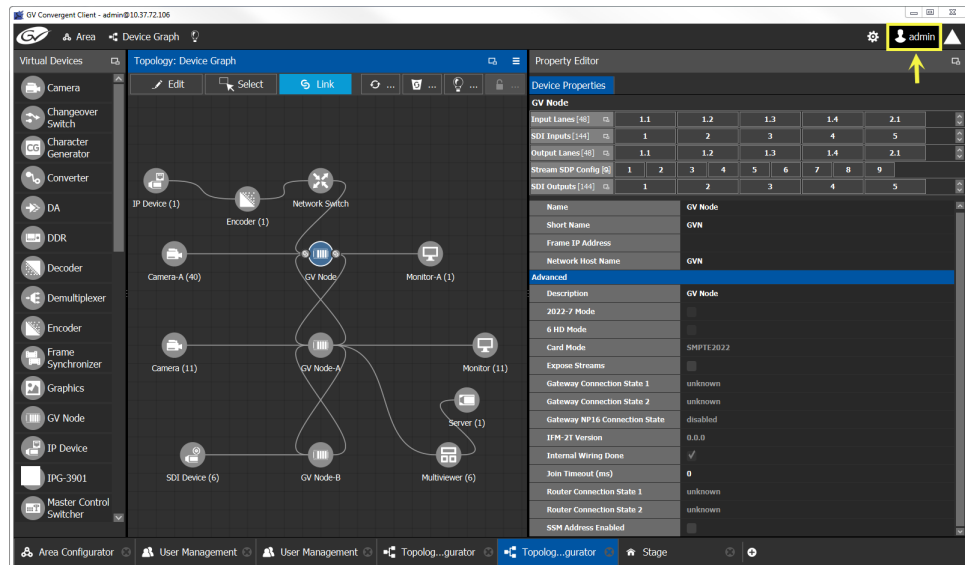 GV Convergent Client - admin@10.37.72.106
GV Area Device Graph admin
Virtual Devices
Camera
Changeover
Switch
CG Character
Generator
Converter
DA
DDR
Decoder
Demultiplexer
Encoder
Frame
Synchronizer
Graphics
GV Node
IP Device
IPG-3901
Master Control
Switcher
Topology: Device Graph
Edit Select Link ... ... ... ...
IP Device (1)
Encoder (1)
Network Switch
Camera-A (40)
GV Node
Monitor-A (1)
Camera (11)
GV Node-A
Monitor (11)
Server (1)
SDI Device (6)
GV Node-B
Multiviewer (6)
Property Editor
Device Properties
GV Node
Input Lanes [48] 1.1 1.2 1.3 1.4 2.1
SDI Inputs [144] 1 2 3 4 5
Output Lanes [48] 1.1 1.2 1.3 1.4 2.1
Stream SDP Config [9] 1 2 3 4 5 6 7 8 9
SDI Outputs [144] 1 2 3 4 5
Name GV Node
Short Name GVN
Frame IP Address
Network Host Name GVN
Advanced
Description GV Node
2022-7 Mode
6 HD Mode
Card Mode SMPTE2022
Expose Streams
Gateway Connection State 1 unknown
Gateway Connection State 2 unknown
Gateway NP16 Connection State disabled
IFM-2T Version 0.0.0
Internal Wiring Done
Join Timeout (ms) 0
Router Connection State 1 unknown
Router Connection State 2 unknown
SSM Address Enabled
Area Configurator User Management User Management Topolog...gurator Topolog...gurator Stage